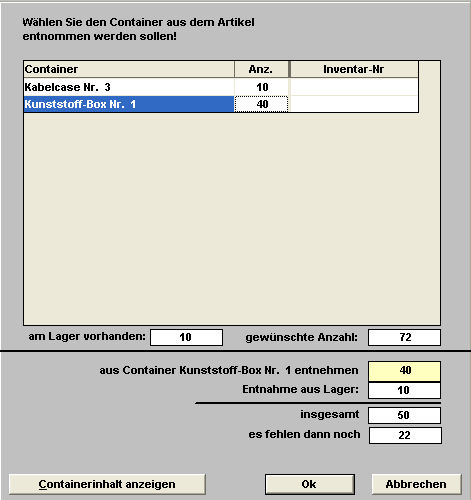 Wählen Sie den Container aus dem Artikel
entnommen werden sollen!
Container Anz. Inventar-Nr
Kabelcase Nr. 3 10
Kunststoff-Box Nr. 1 40
am Lager vorhanden: 10 gewünschte Anzahl: 72
aus Container Kunststoff-Box Nr. 1 entnehmen 40
Entnahme aus Lager: 10
insgesamt 50
es fehlen dann noch 22
Containerinhalt anzeigen Ok Abbrechen